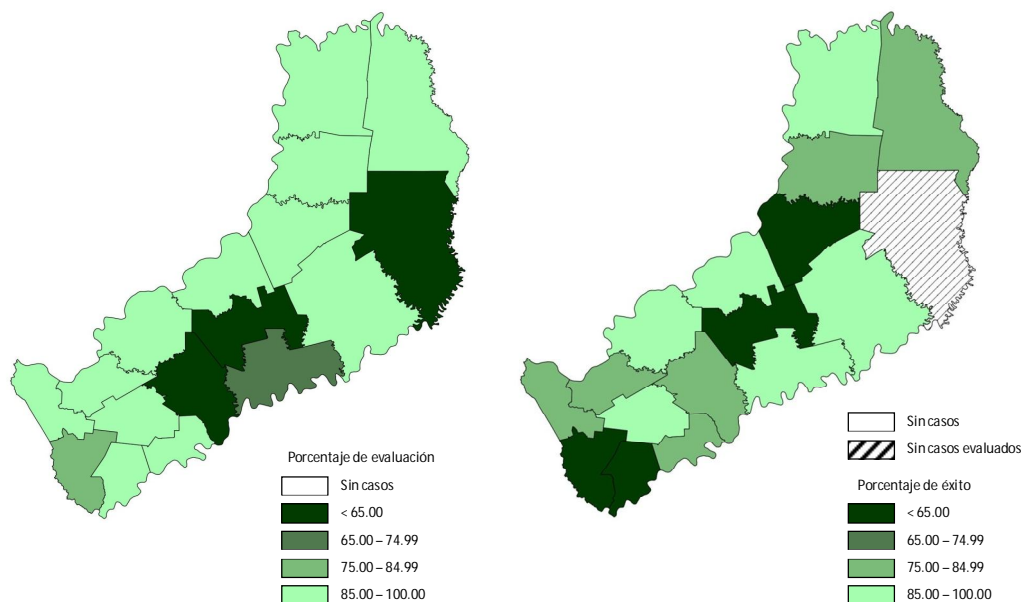 Porcentaje de evaluación
Sin casos
< 65.00
65.00 – 74.99
75.00 – 84.99
85.00 – 100.00
Sin casos
Sin casos evaluados
Porcentaje de éxito
< 65.00
65.00 – 74.99
75.00 – 84.99
85.00 – 100.00